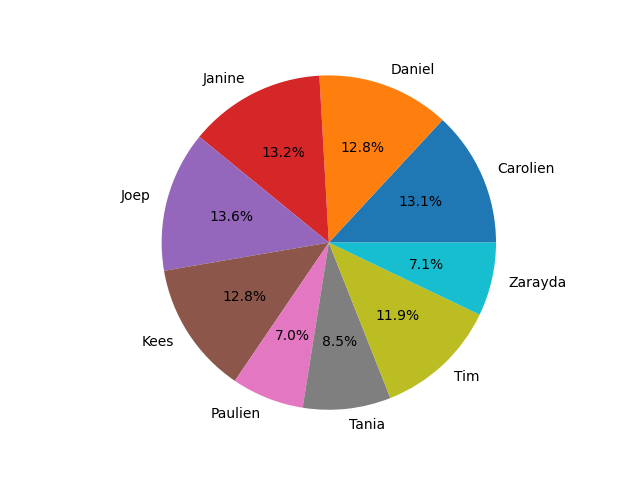 Daniel
Janine
12.8%
13.2%
Carolien
13.1%
Joep
13.6%
7.1%
Zarayda
12.8%
11.9%
7.0%
8.5%
Kees
Tim
Paulien
Tania